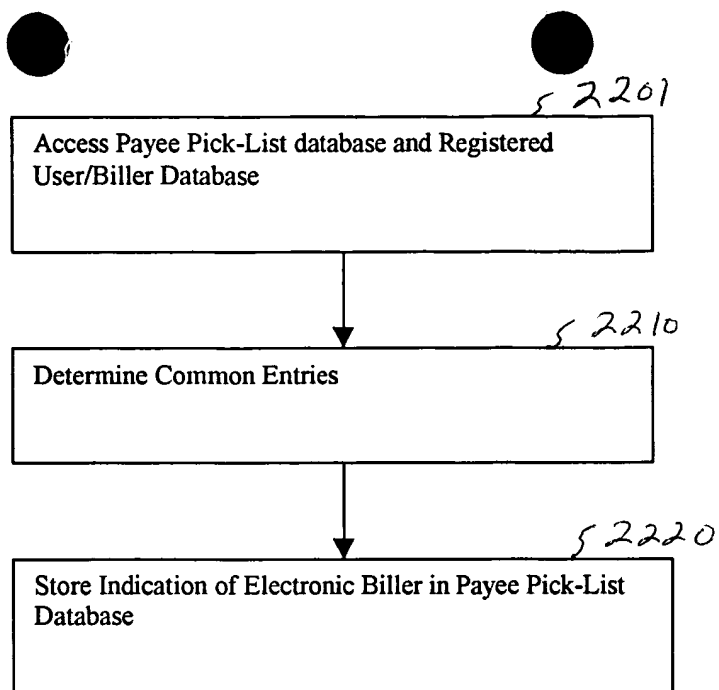 2201
Access Payee Pick-List database and Registered
User/Biller Database
2210
Determine Common Entries
2220
Store Indication of Electronic Biller in Payee Pick-List
Database